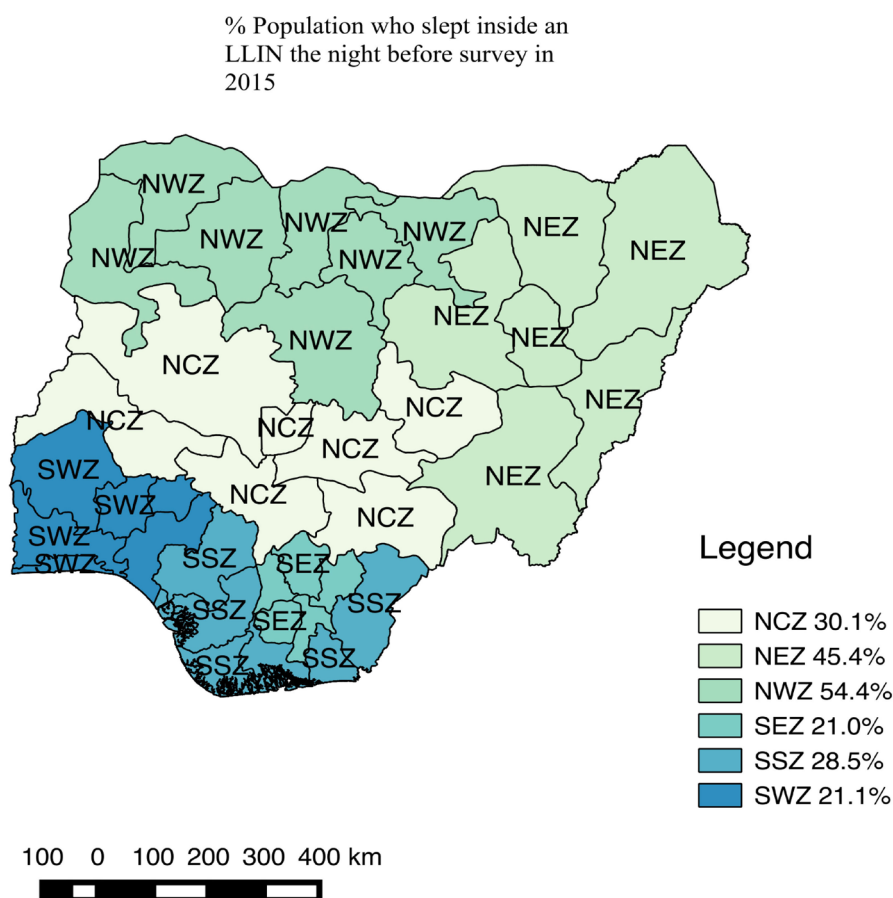 % Population who slept inside an
LLIN the night before survey in
2015
NWZ
NWZ
NWZ
NWZ
NWZ
NWZ
NEZ
NEZ
NEZ
NEZ
NWZ
NCZ
NEZ
NCZ
NCZ
NCZ
NCZ
SWZ
NEZ
NCZ
SWZ
NCZ
SWZ
SWZ
SSZ
SEZ
SSZ
SSZ
SEZ
SSZ
SSZ
Legend
NCZ 30.1%
NEZ 45.4%
NWZ 54.4%
SEZ 21.0%
SSZ 28.5%
SWZ 21.1%
100 0 100 200 300 400 km